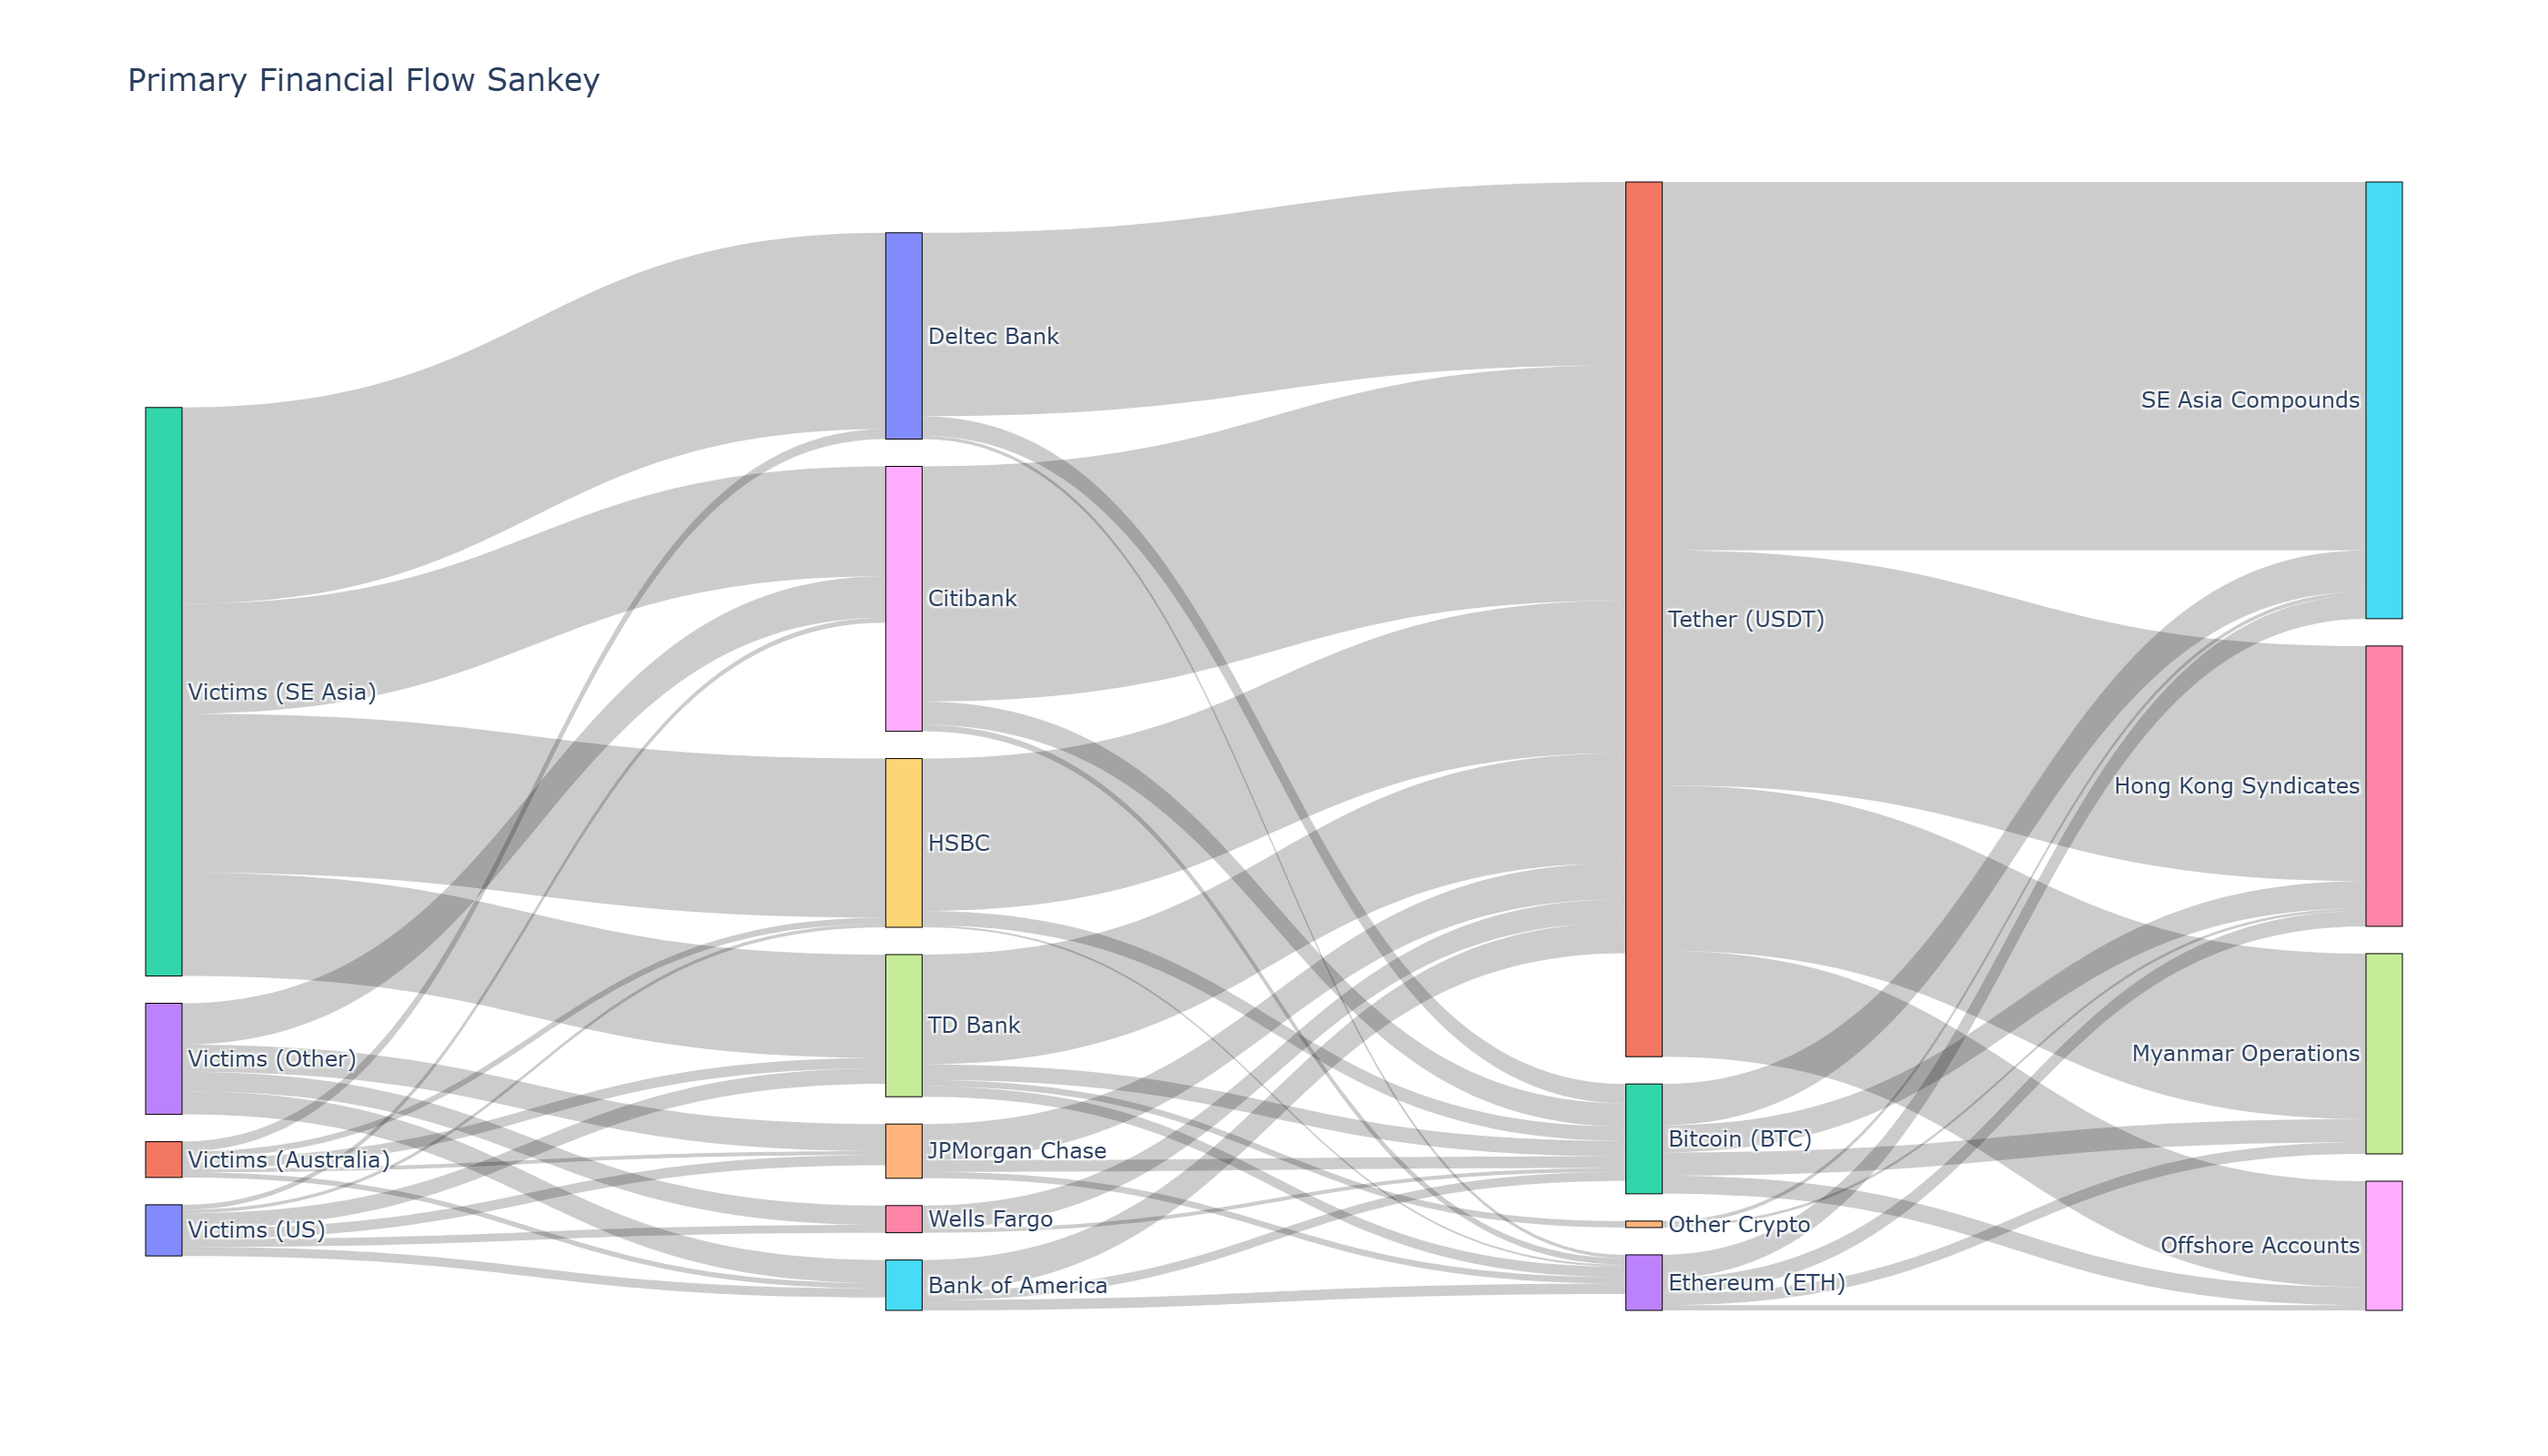 Primary Financial Flow Sankey
Victims (SE Asia)
Victims (Other)
Victims (Australia)
Victims (US)
Deltec Bank
Citibank
HSBC
TD Bank
JPMorgan Chase
Wells Fargo
Bank of America
Tether (USDT)
Bitcoin (BTC)
Other Crypto
Ethereum (ETH)
SE Asia Compounds
Hong Kong Syndicates
Myanmar Operations
Offshore Accounts